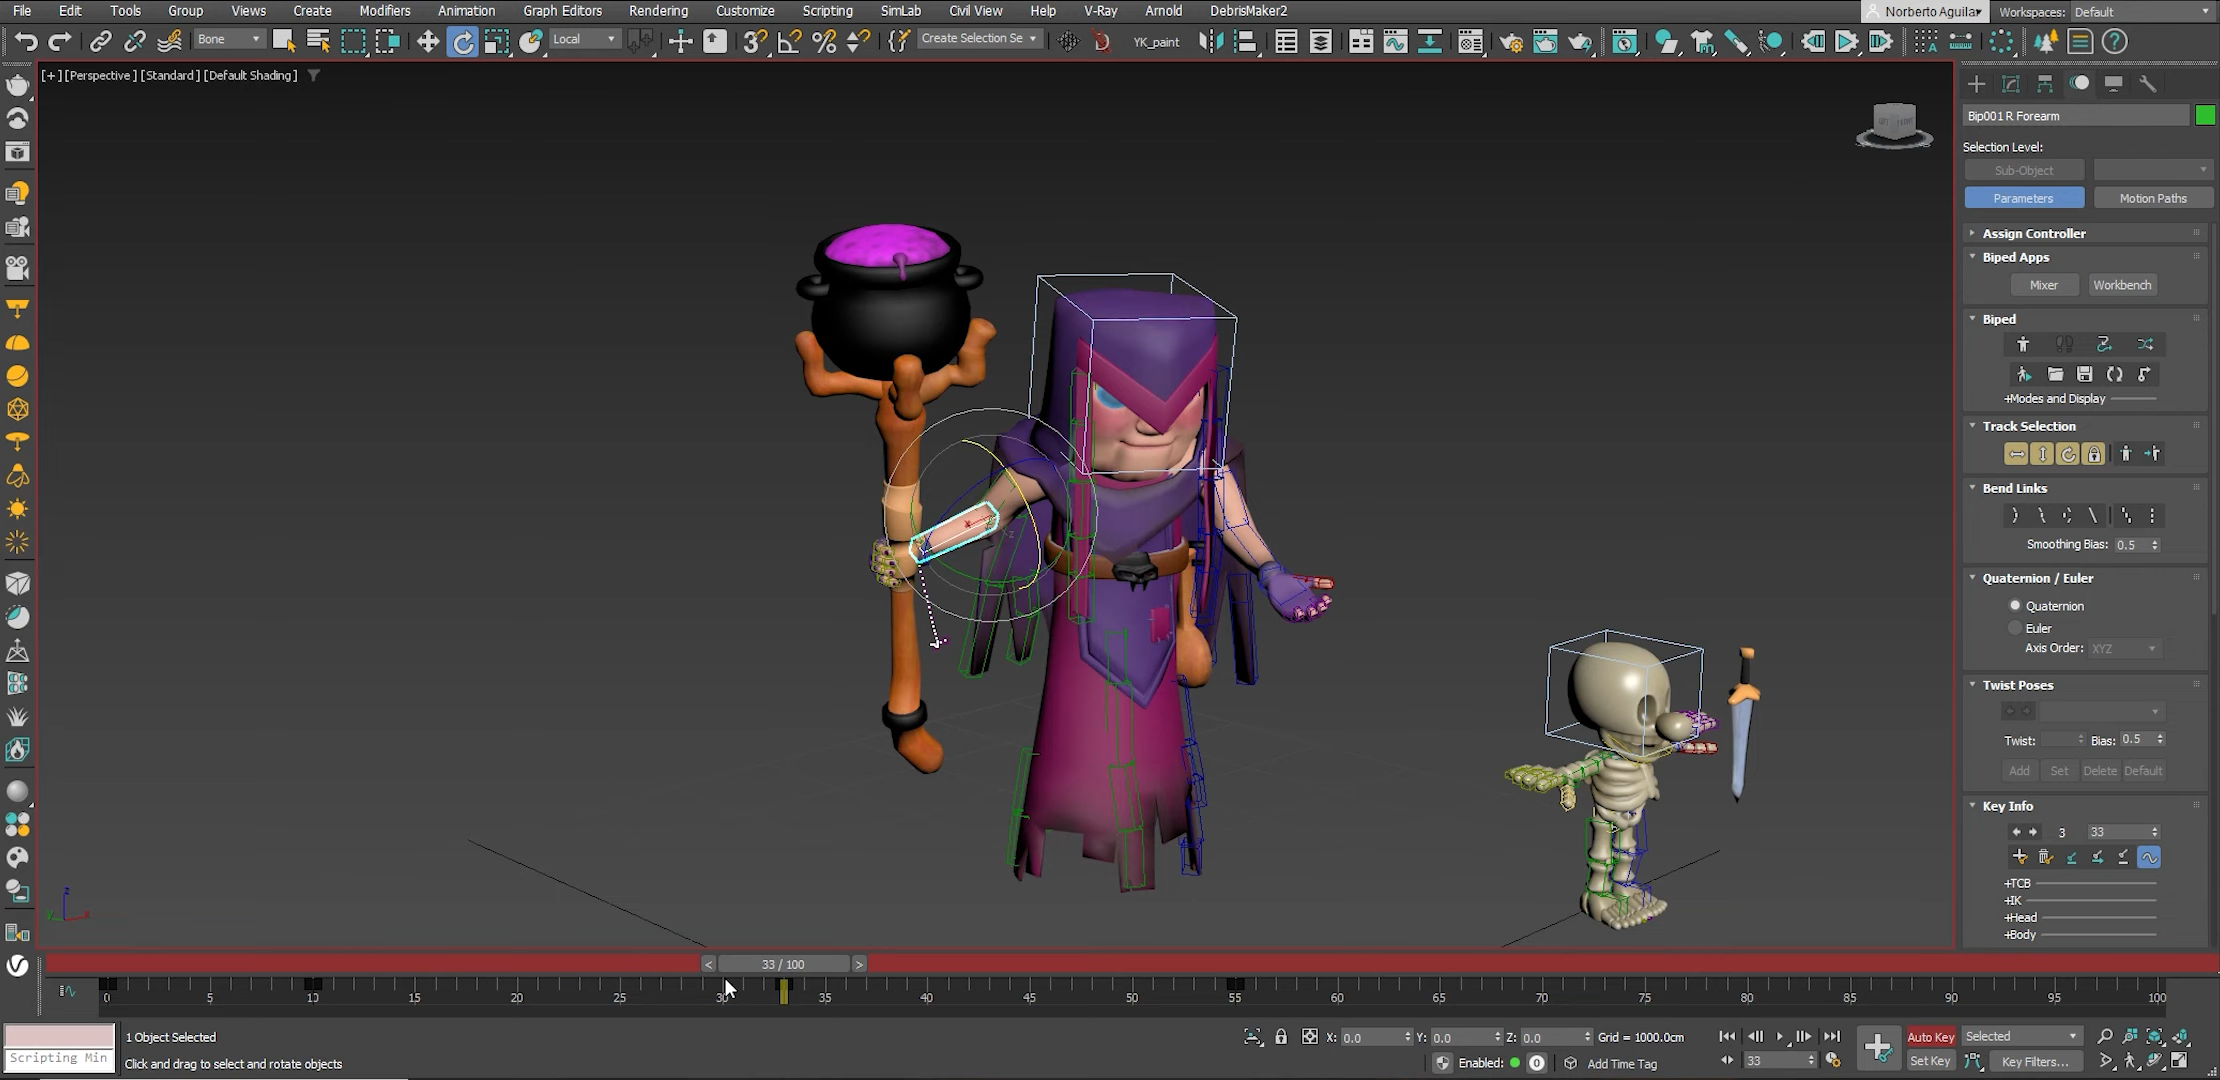 File Edit Tools Group Views Create Modifiers Animation Graph Editors Rendering Customize Scripting SimLab Civil View Help V-Ray Arnold DebrisMaker2 Norberto Aguilar Workspaces: Default
Bone Local Create Selection Se YK_paint
[+] [Perspective] [Standard] [Default Shading]
Bip001 R Forearm
Selection Level:
Sub-Object
Parameters Motion Paths
Assign Controller
Biped Apps
Mixer Workbench
Biped
+Modes and Display
Track Selection
Bend Links
Smoothing Bias: 0.5
Quaternion / Euler
Quaternion
Euler
Axis Order: XYZ
Twist Poses
Twist: Bias: 0.5
Add Set Delete Default
Key Info
3 33
+TCB
+IK
+Head
+Body
x
z
z
x
y
< 33 / 100 >
0 5 10 15 20 25 30 35 40 45 50 55 60 65 70 75 80 85 90 95 100
1 Object Selected X: 0.0 Y: 0.0 Z: 0.0 Grid = 1000.0cm Auto Key Selected
Scripting Min Click and drag to select and rotate objects Enabled: 0 Add Time Tag 33 Set Key Key Filters...